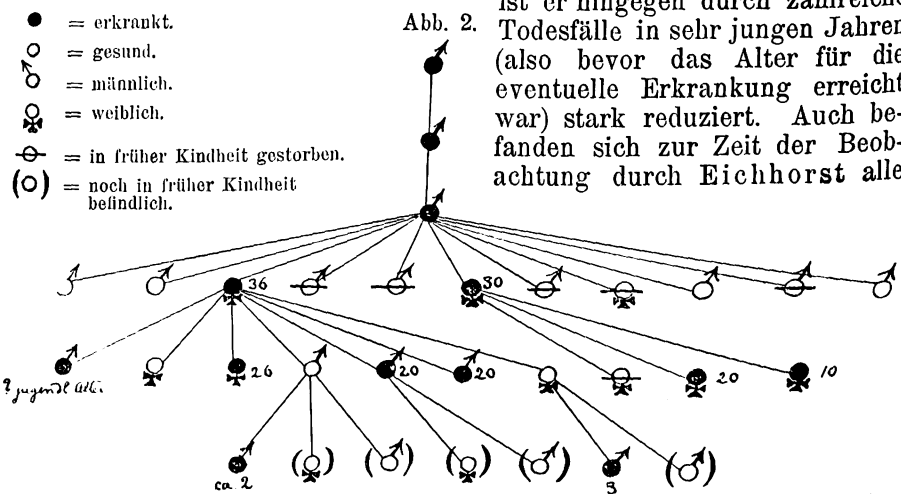 = erkrankt.
= gesund.
= männlich.
= weiblich.
= in früher Kindheit gestorben.
= noch in früher Kindheit
befindlich.
Abb. 2.
ist er hingegen durch zahlreiche
Todesfälle in sehr jungen Jahren
(also bevor das Alter für die
eventuelle Erkrankung erreicht
war) stark reduziert. Auch be-
fanden sich zur Zeit der Beob-
achtung durch Eichhorst alle
36
30
? jugendl. Alter.
26
20
20
20
10
ca. 2
3